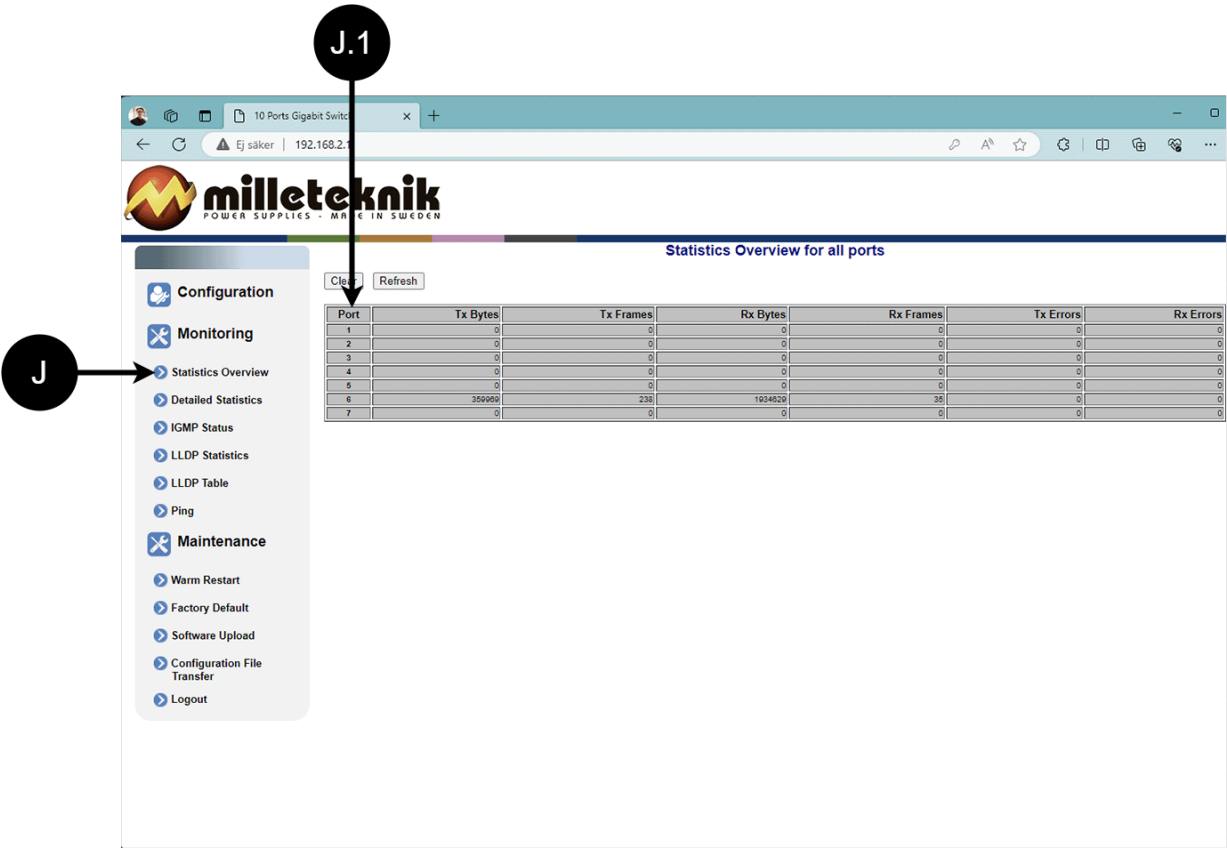 J.1
10 Ports Gigabit Switch
Ej säker | 192.168.2.1
milleteknik
POWER SUPPLIES - MADE IN SWEDEN
Statistics Overview for all ports
Clear Refresh
Configuration
Monitoring
J
Statistics Overview
Detailed Statistics
IGMP Status
LLDP Statistics
LLDP Table
Ping
Maintenance
Warm Restart
Factory Default
Software Upload
Configuration File
Transfer
Logout
Port Tx Bytes Tx Frames Rx Bytes Rx Frames Tx Errors Rx Errors
1 0 0 0 0 0 0
2 0 0 0 0 0 0
3 0 0 0 0 0 0
4 0 0 0 0 0 0
5 0 0 0 0 0 0
6 359969 238 1934629 35 0 0
7 0 0 0 0 0 0